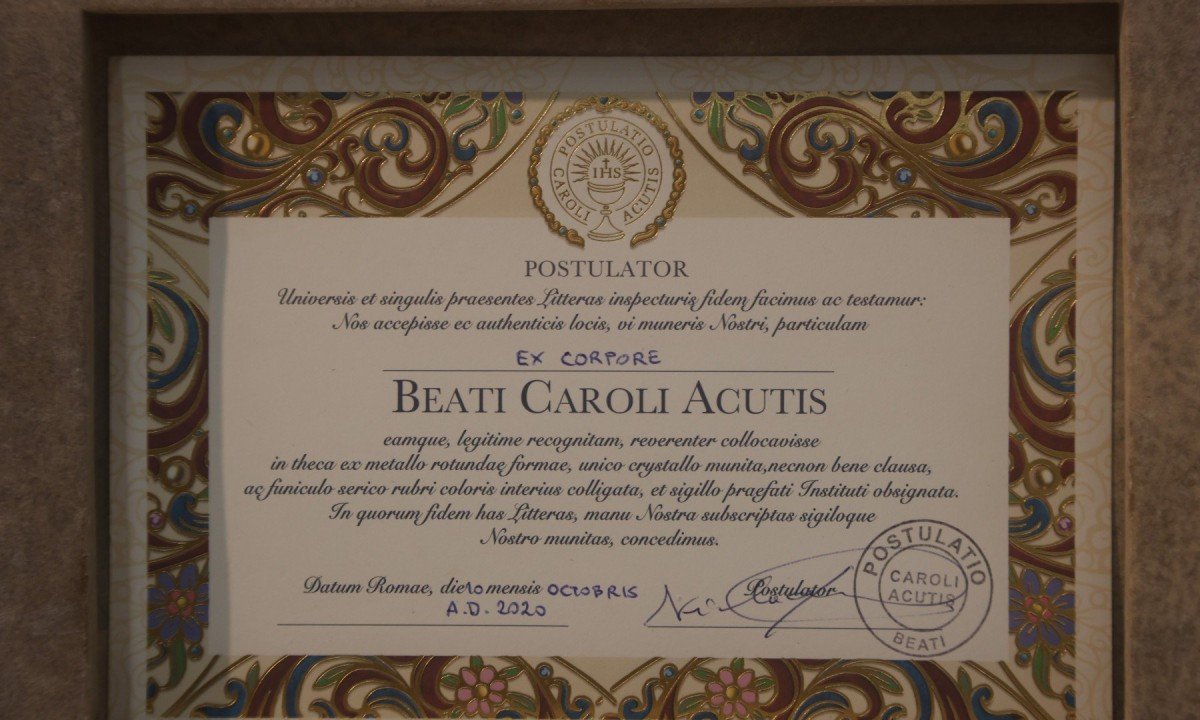 POSTULATIO
CAROLI ACUTIS
IHS
POSTULATOR
Universis et singulis praesentes Litteras inspecturis fidem facimus ac testamur:
Nos accepisse ec authenticis locis, vi muneris Nostri, particulam
EX CORPORE
BEATI CAROLI ACUTIS
eamque, legitime recognitam, reverenter collocavisse
in theca ex metallo rotundae formae, unico crystallo munita,necnon bene clausa,
ac funiculo serico rubri coloris interius colligata, et sigillo praefati Instituti obsignata.
In quorum fidem has Litteras, manu Nostra subscriptas sigiloque
Nostro munitas, concedimus.
Datum Romae, die 10 mensis OCTOBRIS
A.D. 2020
Postulator
POSTULATIO
CAROLI
ACUTIS
BEATI